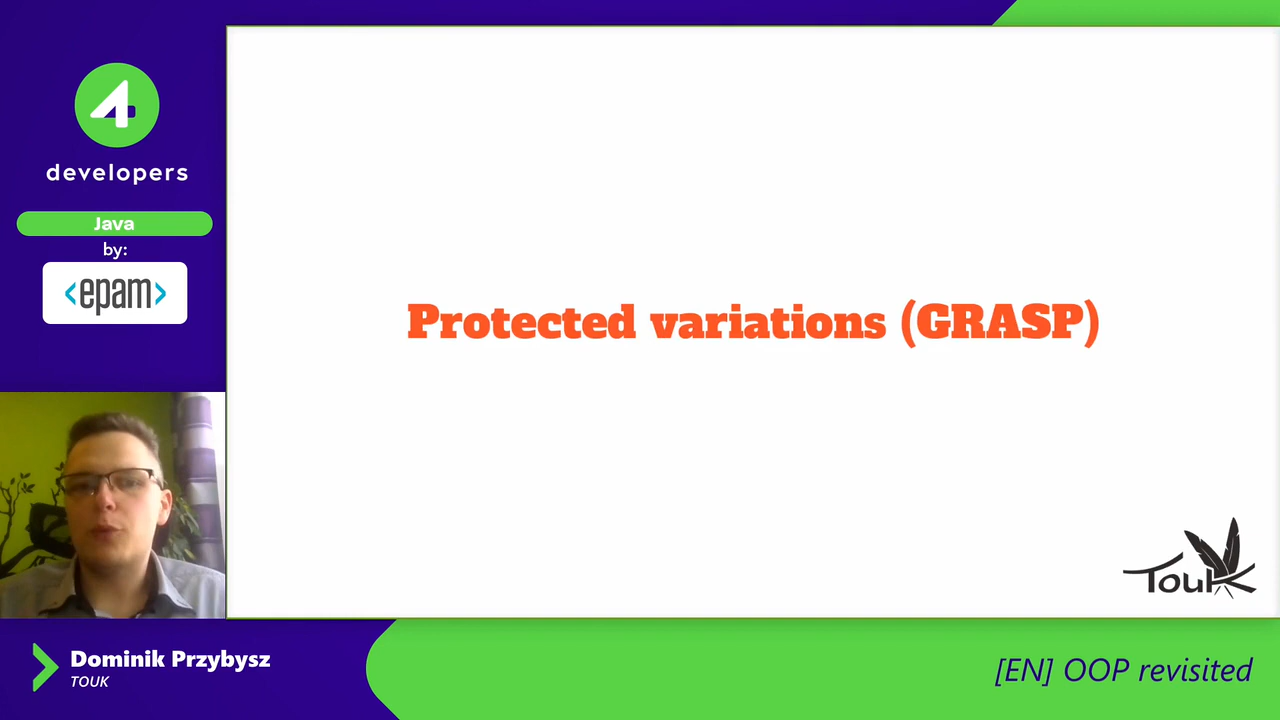 4
developers
Java
by:
<epam>
Protected variations (GRASP)
Touk
Dominik Przybysz
TOUK
[EN] OOP revisited